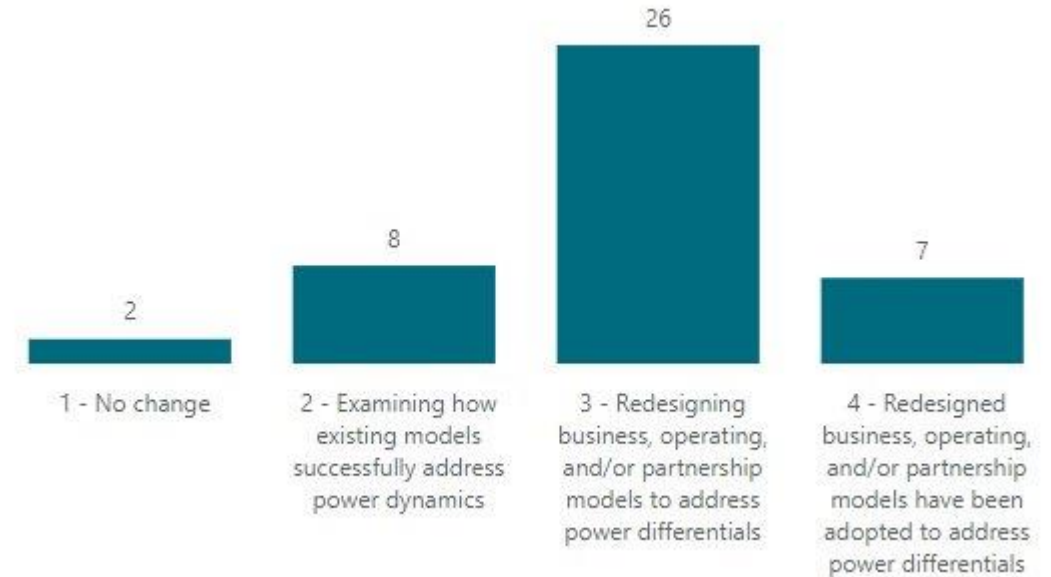 26
8
7
2
1 - No change
2 - Examining how
existing models
successfully address
power dynamics
3 - Redesigning
business, operating,
and/or partnership
models to address
power differentials
4 - Redesigned
business, operating,
and/or partnership
models have been
adopted to address
power differentials